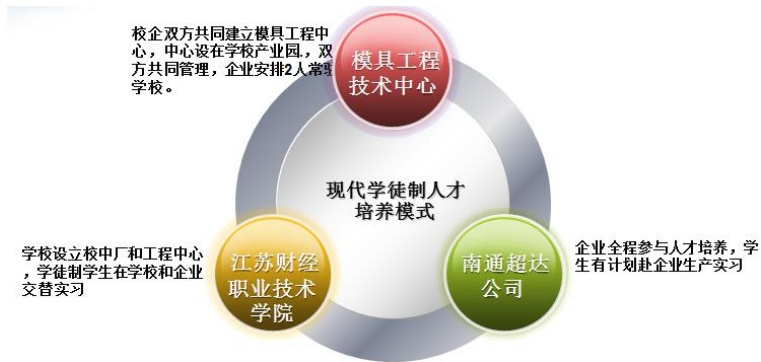 校企双方共同建立模具工程中
心，中心设在学校产业园.，双
方共同管理，企业安排2人常驻
学校。
模具工程
技术中心
现代学徒制人才
培养模式
学校设立校中厂和工程中心
，学徒制学生在学校和企业
交替实习
江苏财经
职业技术
学院
南通超达
公司
企业全程参与人才培养，学
生有计划赴企业生产实习